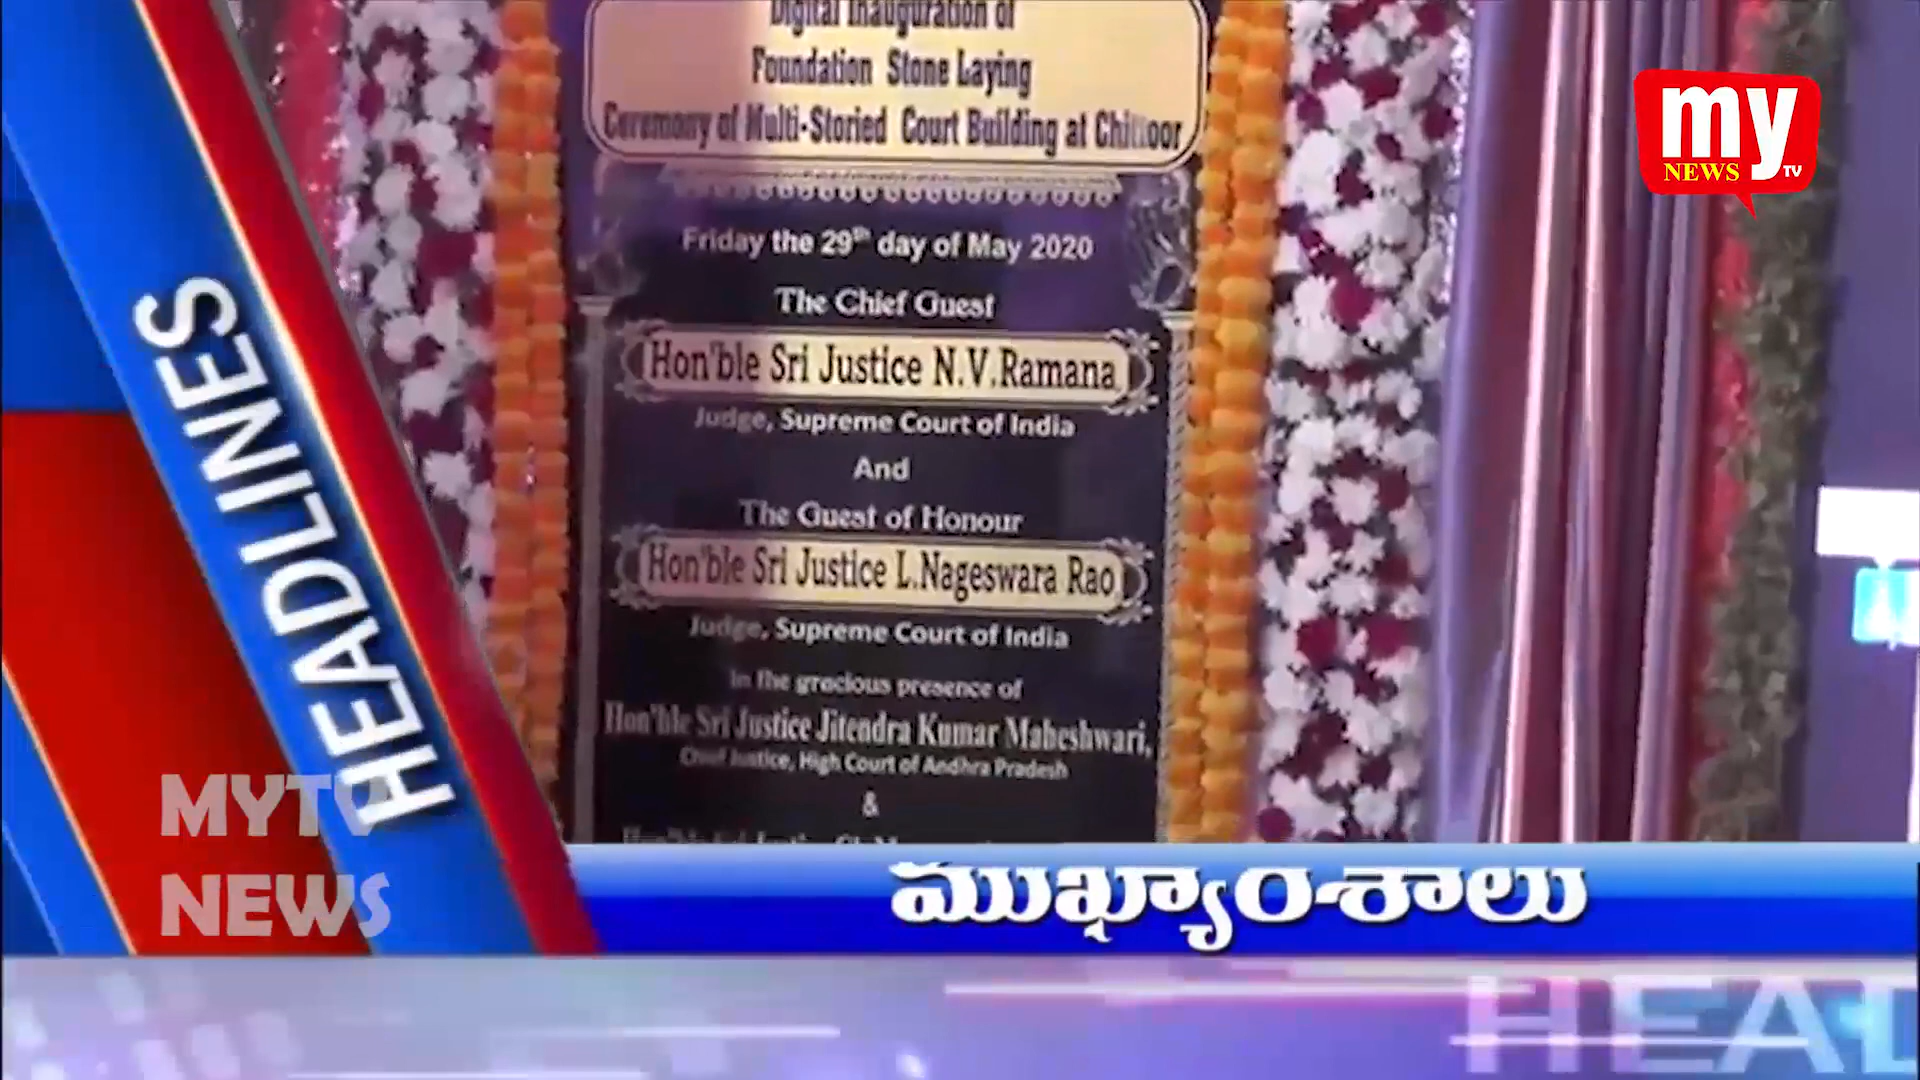 Digital Inauguration of
Foundation Stone Laying
Ceremony of Multi-Storied Court Building at Chittoor
Friday the 29th day of May 2020
The Chief Guest
Hon'ble Sri Justice N.V.Ramana
Judge, Supreme Court of India
And
The Guest of Honour
Hon'ble Sri Justice L.Nageswara Rao
Judge, Supreme Court of India
In the gracious presence of
Hon'ble Sri Justice Jitendra Kumar Maheshwari,
Chief Justice, High Court of Andhra Pradesh
&
my
NEWS TV
HEADLINES
MYTV
NEWS
ముఖ్యాంశాలు
HEAL